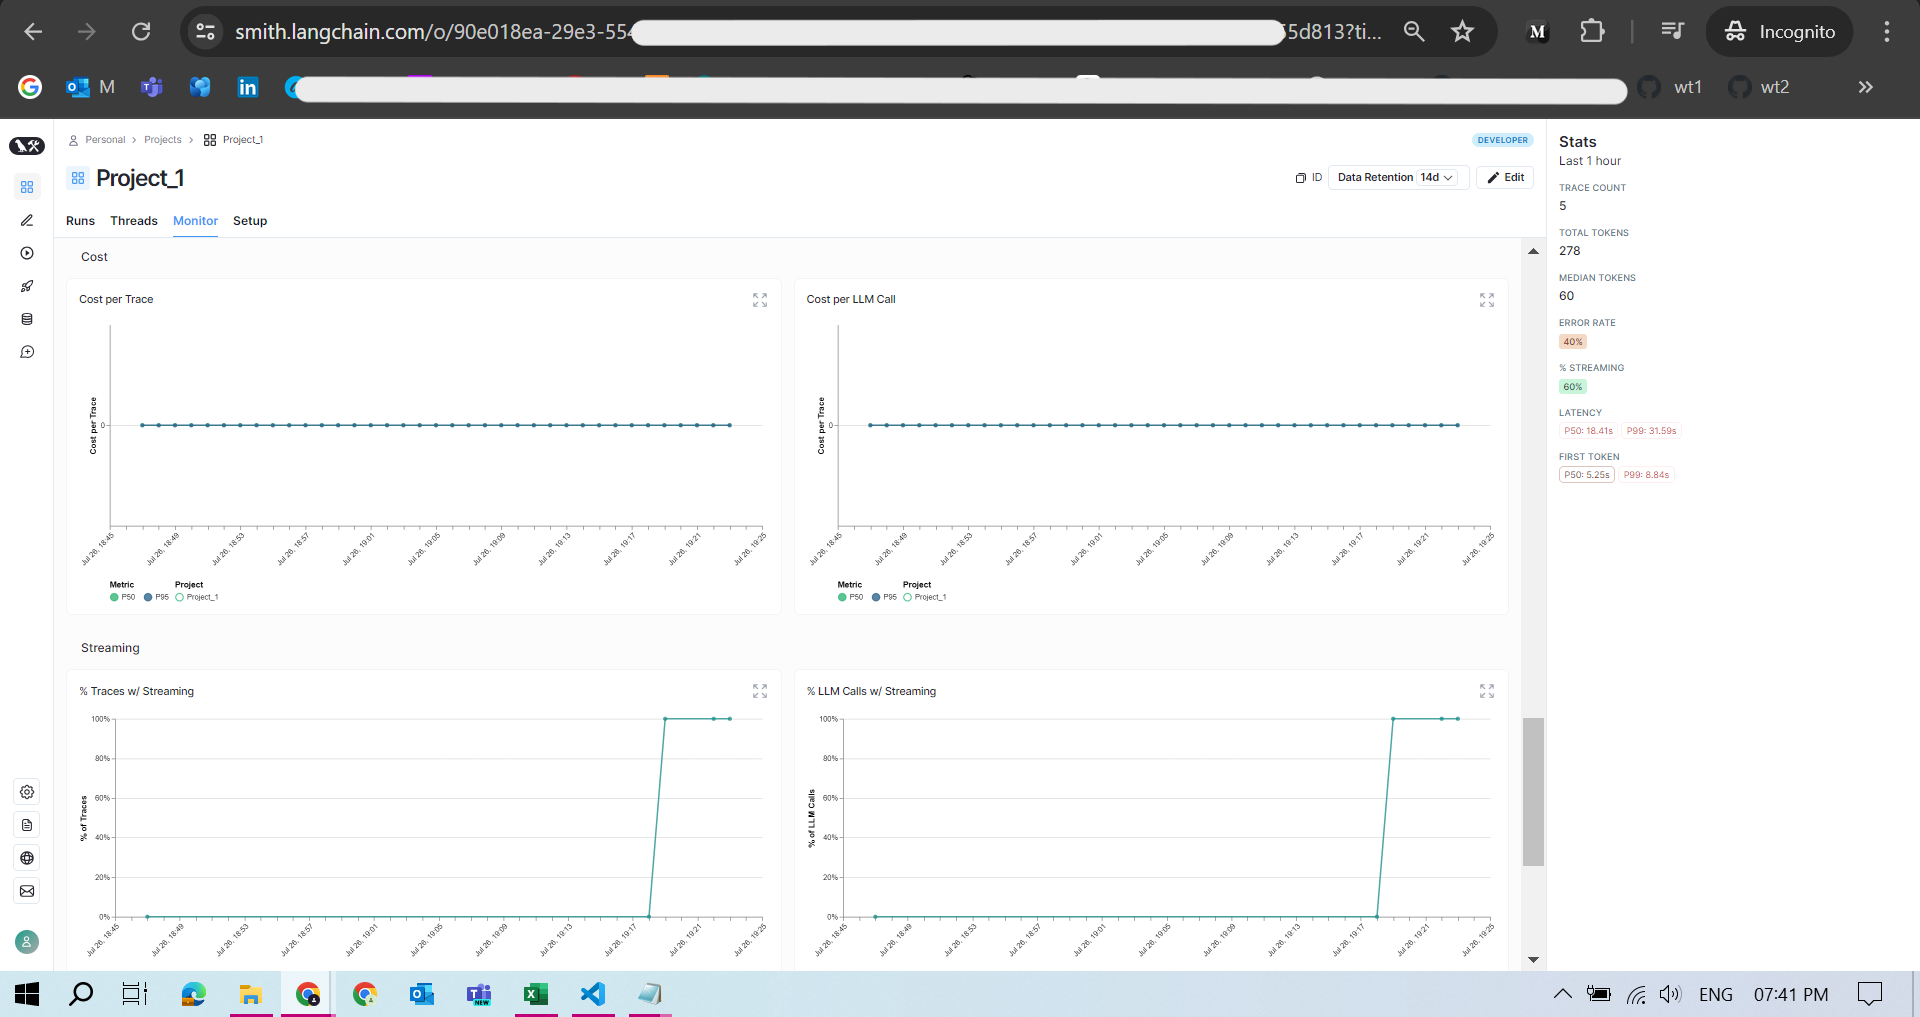 smith.langchain.com/o/90e018ea-29e3-554
5d813?ti...
M
Incognito
M
wt1
wt2
Personal > Projects > Project_1
DEVELOPER
Project_1
ID
Data Retention 14d
Edit
Runs Threads Monitor Setup
Cost
Cost per Trace
Cost per Trace
0
Jul 26, 18:45
Jul 26, 18:49
Jul 26, 18:53
Jul 26, 18:57
Jul 26, 19:01
Jul 26, 19:05
Jul 26, 19:09
Jul 26, 19:13
Jul 26, 19:17
Jul 26, 19:21
Jul 26, 19:25
Metric Project
P50 P95 Project_1
Cost per LLM Call
Cost per Trace
0
Jul 26, 18:45
Jul 26, 18:49
Jul 26, 18:53
Jul 26, 18:57
Jul 26, 19:01
Jul 26, 19:05
Jul 26, 19:09
Jul 26, 19:13
Jul 26, 19:17
Jul 26, 19:21
Jul 26, 19:25
Metric Project
P50 P95 Project_1
Streaming
% Traces w/ Streaming
% of Traces
100%
80%
60%
40%
20%
0%
Jul 26, 18:45
Jul 26, 18:49
Jul 26, 18:53
Jul 26, 18:57
Jul 26, 19:01
Jul 26, 19:05
Jul 26, 19:09
Jul 26, 19:13
Jul 26, 19:17
Jul 26, 19:21
Jul 26, 19:25
% LLM Calls w/ Streaming
% of LLM Calls
100%
80%
60%
40%
20%
0%
Jul 26, 18:45
Jul 26, 18:49
Jul 26, 18:53
Jul 26, 18:57
Jul 26, 19:01
Jul 26, 19:05
Jul 26, 19:09
Jul 26, 19:13
Jul 26, 19:17
Jul 26, 19:21
Jul 26, 19:25
Stats
Last 1 hour
TRACE COUNT
5
TOTAL TOKENS
278
MEDIAN TOKENS
60
ERROR RATE
40%
% STREAMING
60%
LATENCY
P50: 18.41s P99: 31.59s
FIRST TOKEN
P50: 5.25s P99: 8.84s
NEW
ENG
07:41 PM